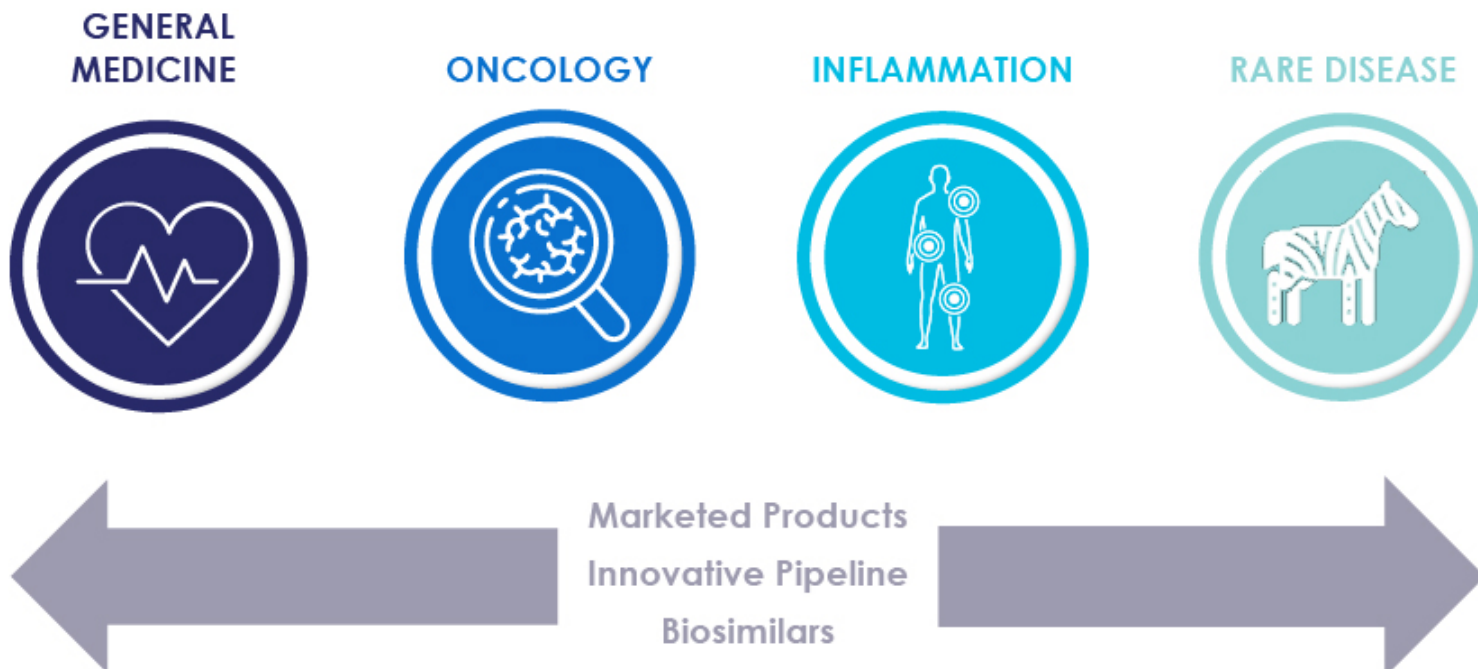 GENERAL
MEDICINE
ONCOLOGY
INFLAMMATION
RARE DISEASE
Marketed Products
Innovative Pipeline
Biosimilars